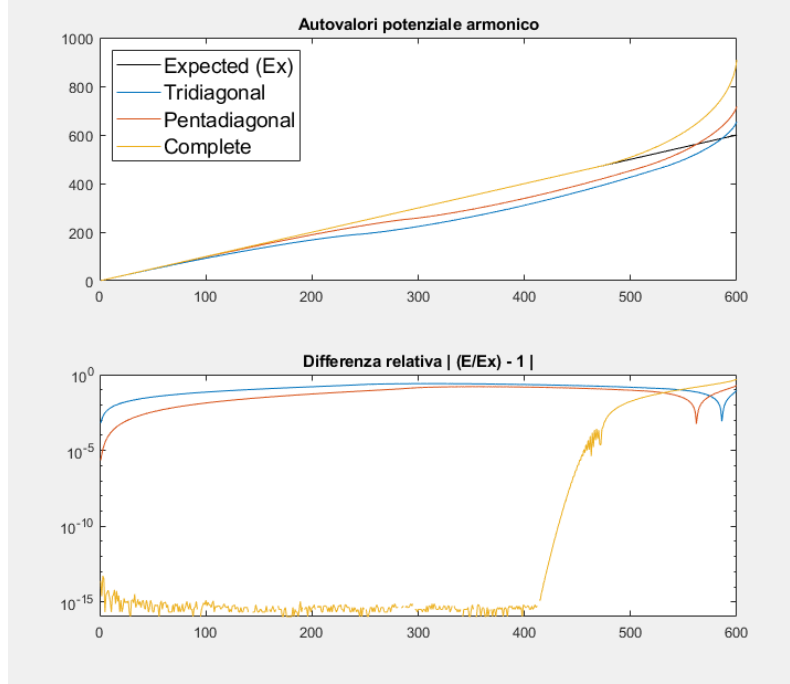 Autovalori potenziale armonico
1000
800
600
400
200
0
Expected (Ex)
Tridiagonal
Pentadiagonal
Complete
0 100 200 300 400 500 600
Differenza relativa | (E/Ex) - 1 |
10^0
10^-5
10^-10
10^-15
0 100 200 300 400 500 600